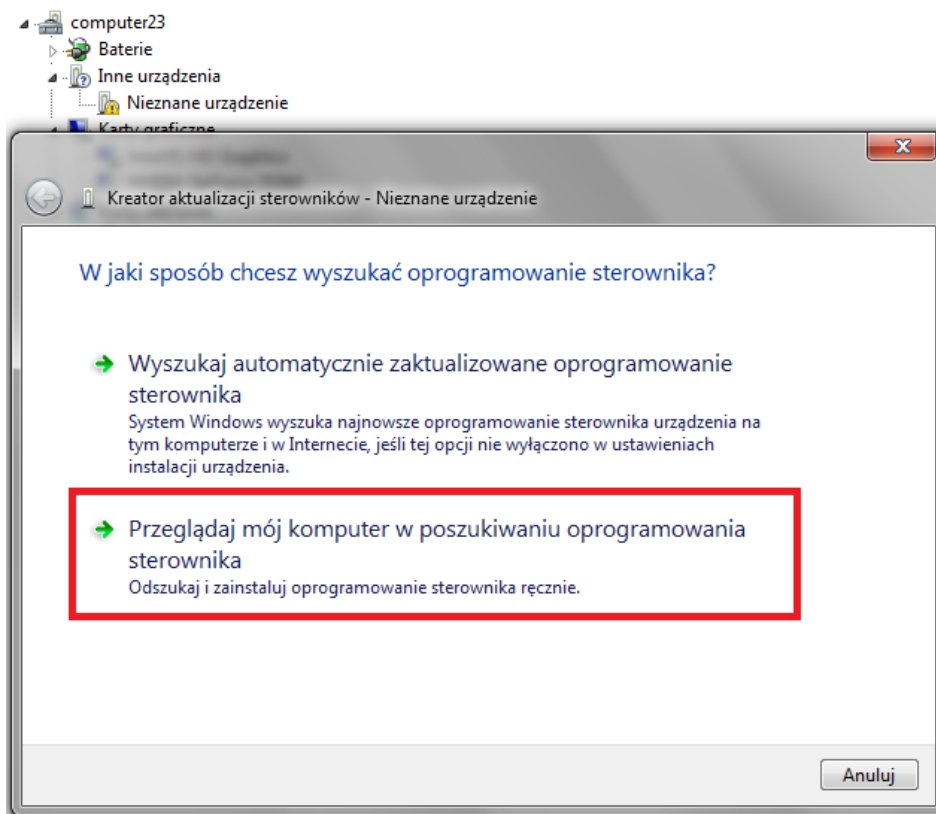 computer23
Baterie
Inne urządzenia
Nieznane urządzenie
Karty graficzne
Kreator aktualizacji sterowników - Nieznane urządzenie
W jaki sposób chcesz wyszukać oprogramowanie sterownika?
Wyszukaj automatycznie zaktualizowane oprogramowanie
sterownika
System Windows wyszuka najnowsze oprogramowanie sterownika urządzenia na
tym komputerze i w Internecie, jeśli tej opcji nie wyłączono w ustawieniach
instalacji urządzenia.
Przeglądaj mój komputer w poszukiwaniu oprogramowania
sterownika
Odszukaj i zainstaluj oprogramowanie sterownika ręcznie.
Anuluj